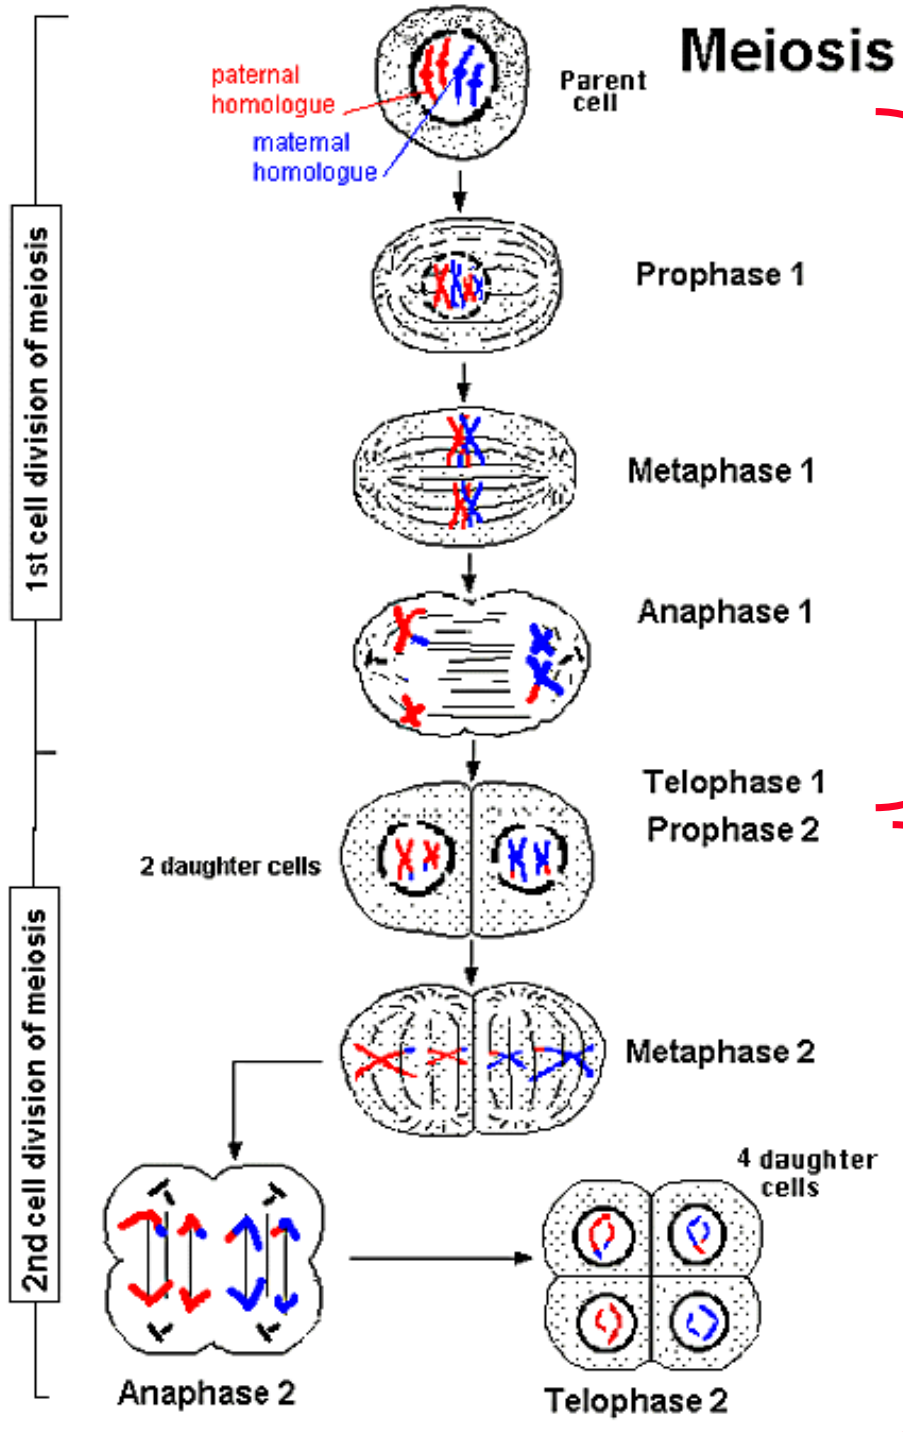 Meiosis
paternal
homologue
Parent
cell
maternal
homologue
1st cell division of meiosis
Prophase 1
Metaphase 1
Anaphase 1
Telophase 1
Prophase 2
2 daughter cells
2nd cell division of meiosis
Metaphase 2
4 daughter
cells
Anaphase 2
Telophase 2